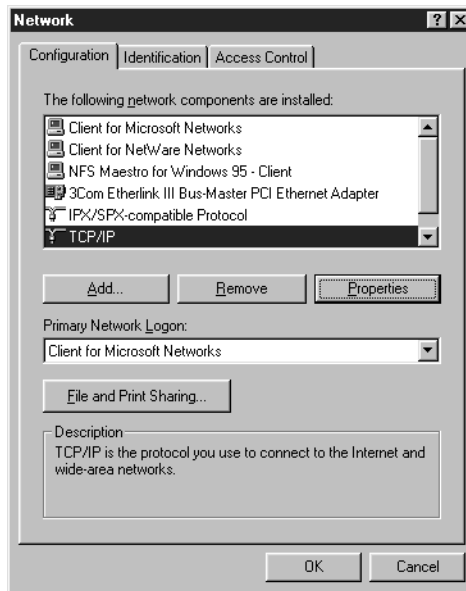 Network
Configuration Identification Access Control
The following network components are installed:
Client for Microsoft Networks
Client for NetWare Networks
NFS Maestro for Windows 95 - Client
3Com Etherlink III Bus-Master PCI Ethernet Adapter
IPX/SPX-compatible Protocol
TCP/IP
Add... Remove Properties
Primary Network Logon:
Client for Microsoft Networks
File and Print Sharing...
Description
TCP/IP is the protocol you use to connect to the Internet and
wide-area networks.
OK Cancel